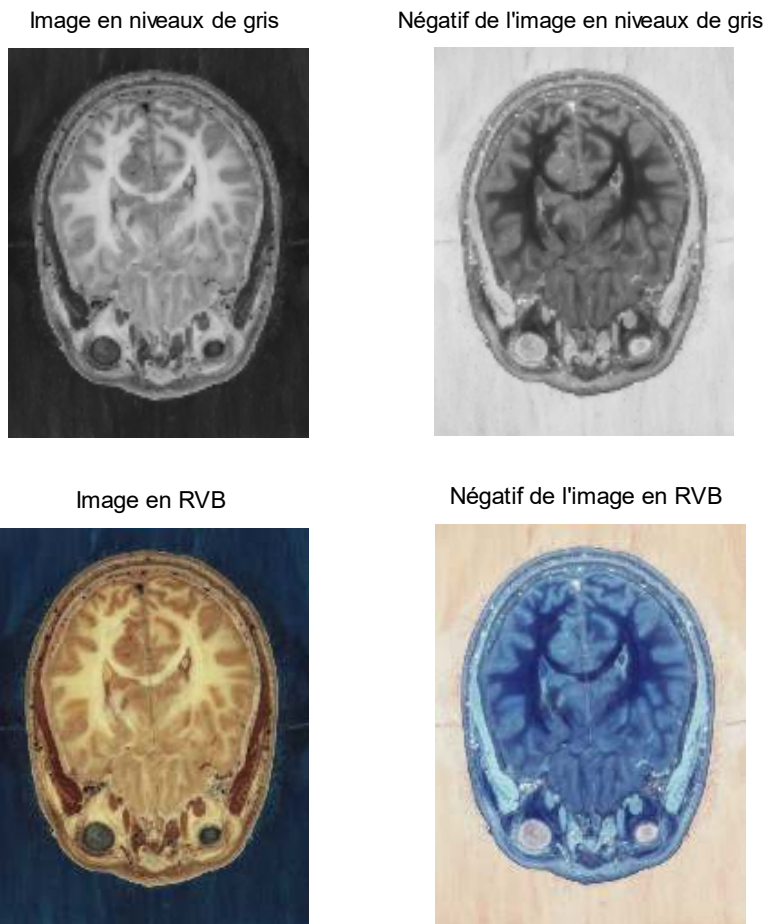 Image en niveaux de gris
Négatif de l'image en niveaux de gris
Image en RVB
Négatif de l'image en RVB